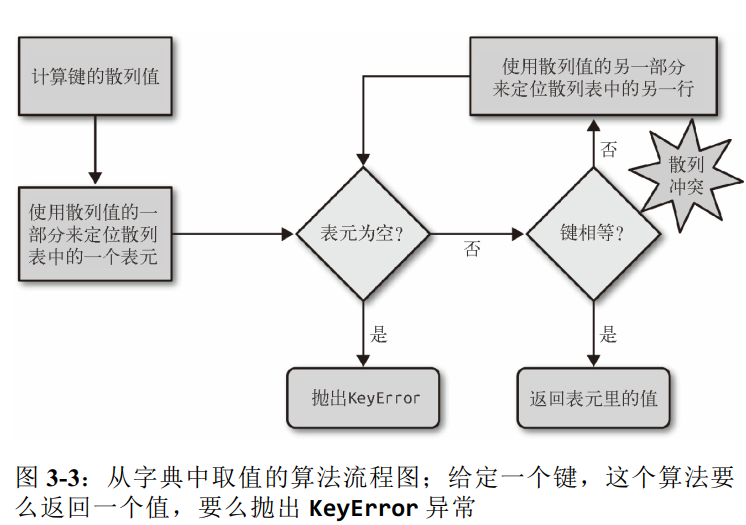 计算键的散列值
使用散列值的另一部分
来定位散列表中的另一行
否
散列
冲突
使用散列值的一
部分来定位散列
表中的一个表元
表元为空？
否
键相等？
是
是
抛出KeyError
返回表元里的值
图 3-3：从字典中取值的算法流程图；给定一个键，这个算法要
么返回一个值，要么抛出 KeyError 异常